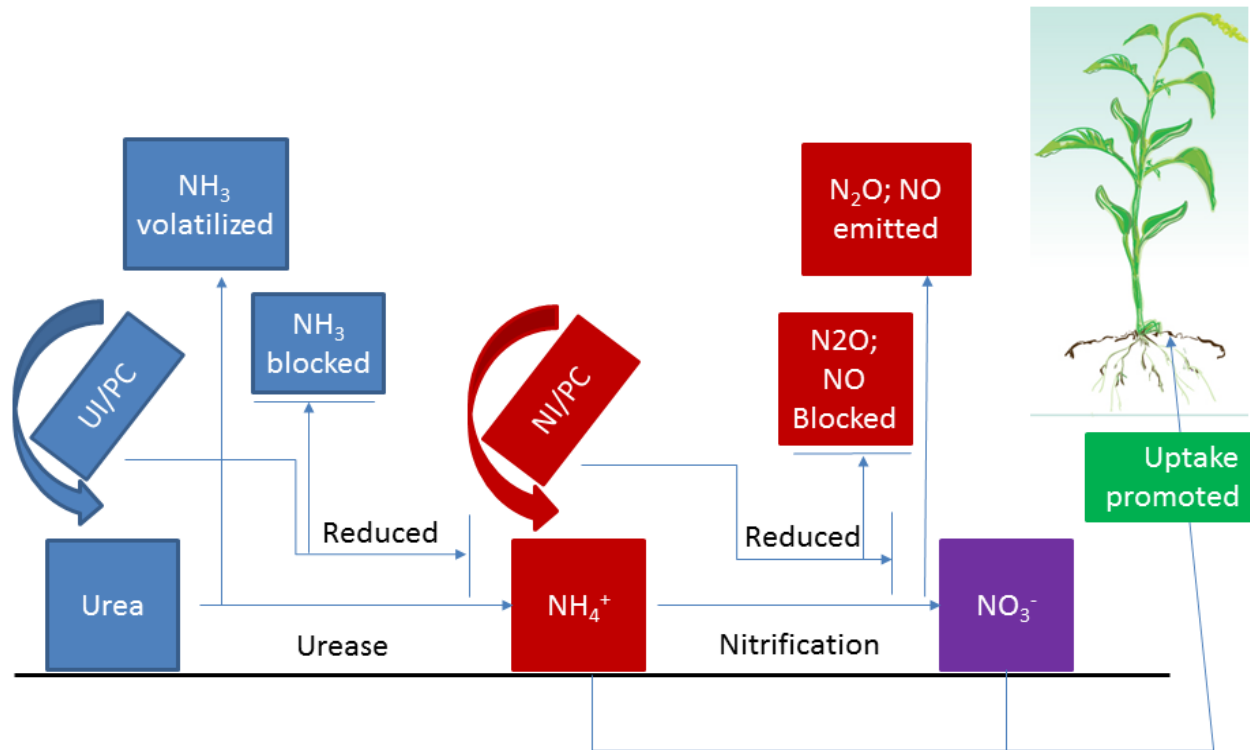 NH₃
volatilized
N₂O; NO
emitted
NH₃
blocked
N2O;
NO
Blocked
UI/PC
NI/PC
Uptake
promoted
Reduced
Reduced
Urea
NH₄⁺
NO₃⁻
Urease
Nitrification